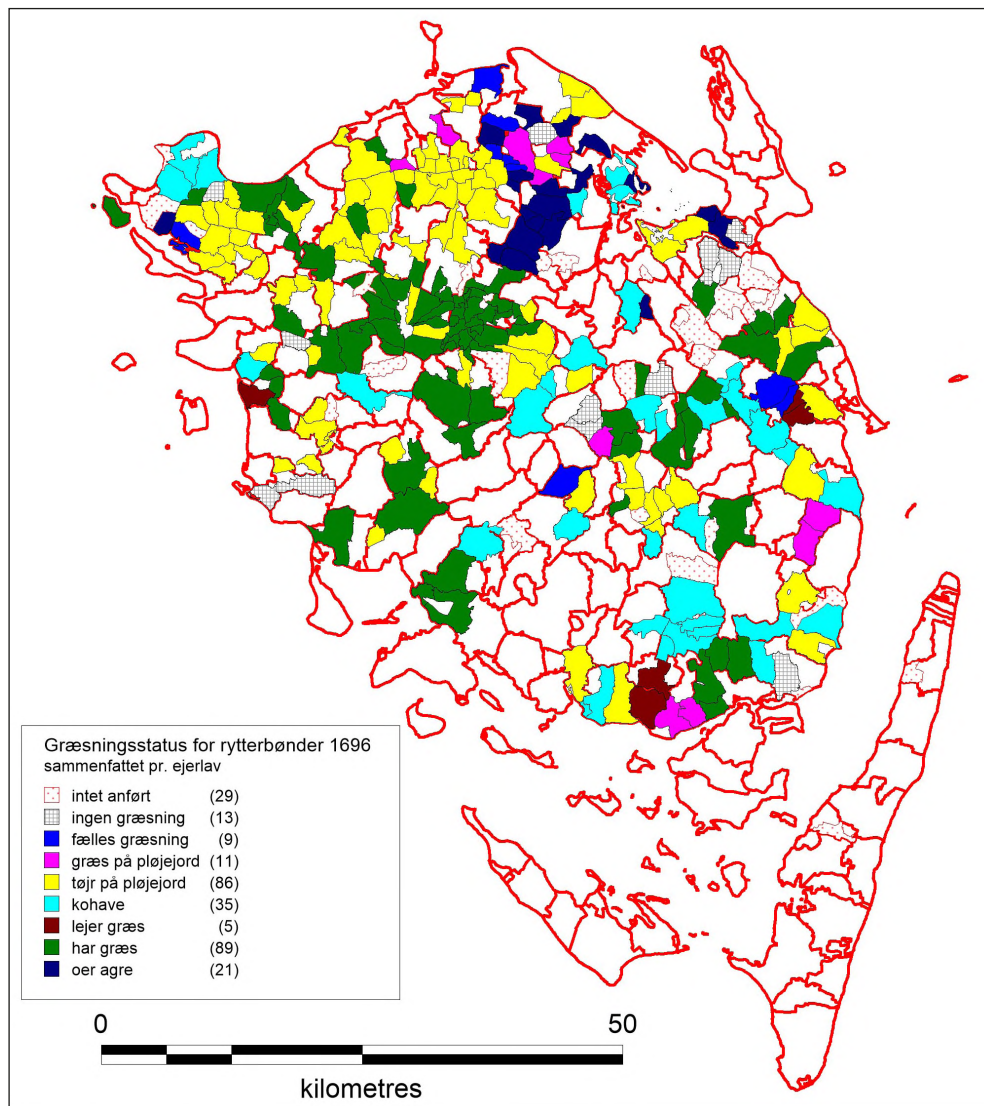 Græsningsstatus for rytterbønder 1696
sammenfattet pr. ejerlav
intet anført (29)
ingen græsning (13)
fælles græsning (9)
græs på pløjejord (11)
tøjr på pløjejord (86)
kohave (35)
lejer græs (5)
har græs (89)
oer agre (21)
0 50
kilometres